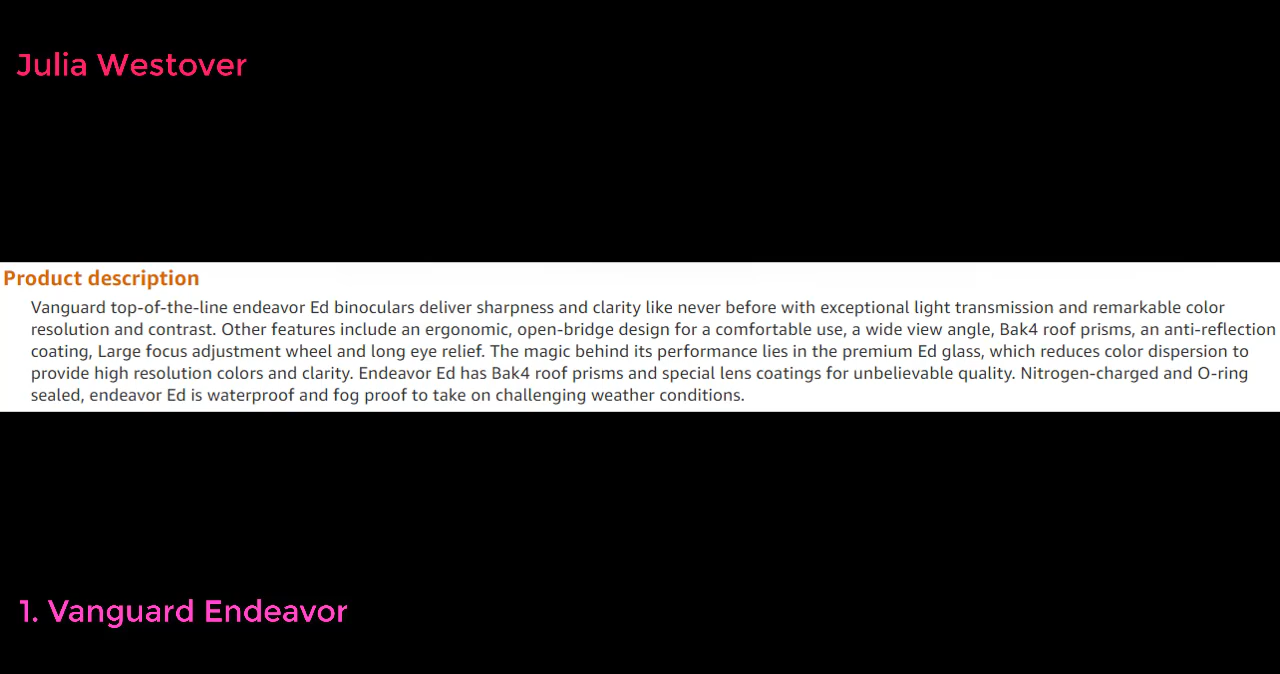 Julia Westover
Product description
Vanguard top-of-the-line endeavor Ed binoculars deliver sharpness and clarity like never before with exceptional light transmission and remarkable color
resolution and contrast. Other features include an ergonomic, open-bridge design for a comfortable use, a wide view angle, Bak4 roof prisms, an anti-reflection
coating, Large focus adjustment wheel and long eye relief. The magic behind its performance lies in the premium Ed glass, which reduces color dispersion to
provide high resolution colors and clarity. Endeavor Ed has Bak4 roof prisms and special lens coatings for unbelievable quality. Nitrogen-charged and O-ring
sealed, endeavor Ed is waterproof and fog proof to take on challenging weather conditions.
1. Vanguard Endeavor